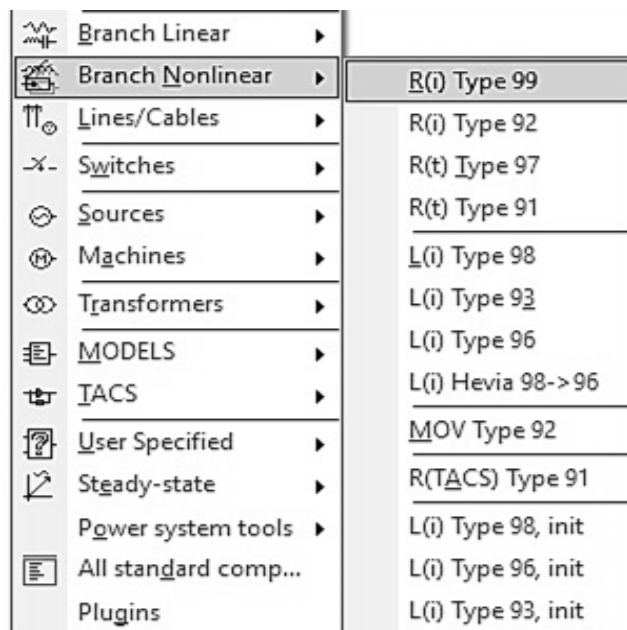 Branch Linear
Branch Nonlinear
Lines/Cables
Switches
Sources
Machines
Transformers
MODELS
TACS
User Specified
Steady-state
Power system tools
All standard comp...
Plugins
R(i) Type 99
R(i) Type 92
R(t) Type 97
R(t) Type 91
L(i) Type 98
L(i) Type 93
L(i) Type 96
L(i) Hevia 98->96
MOV Type 92
R(TACS) Type 91
L(i) Type 98, init
L(i) Type 96, init
L(i) Type 93, init